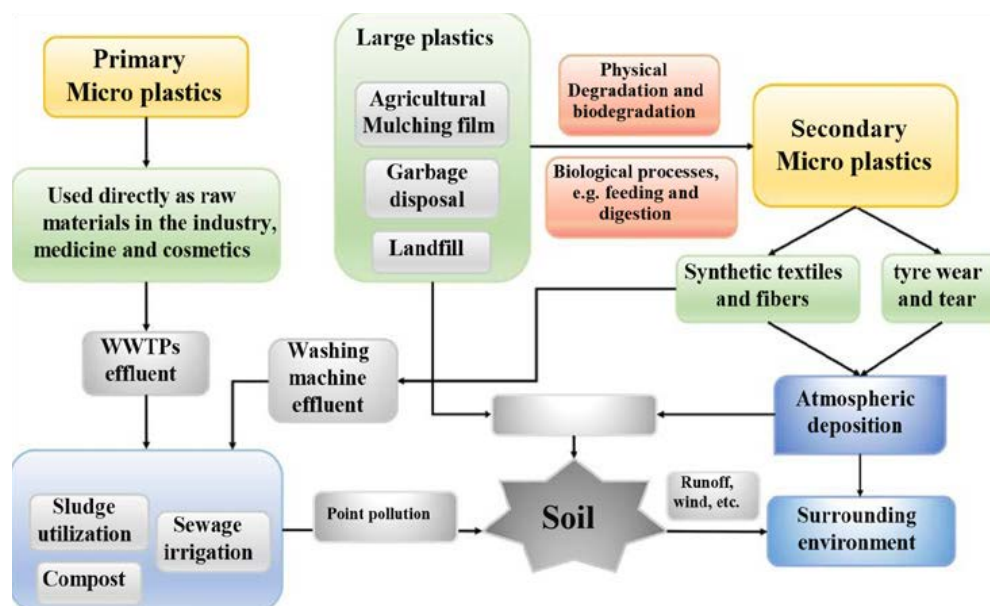 Primary
Micro plastics
Used directly as raw
materials in the industry,
medicine and cosmetics
WWTPs
effluent
Sludge
utilization
Sewage
irrigation
Compost
Large plastics
Agricultural
Mulching film
Garbage
disposal
Landfill
Physical
Degradation and
biodegradation
Biological processes,
e.g. feeding and
digestion
Secondary
Micro plastics
Synthetic textiles
and fibers
tyre wear
and tear
Washing
machine
effluent
Atmospheric
deposition
Point pollution
Soil
Runoff,
wind, etc.
Surrounding
environment